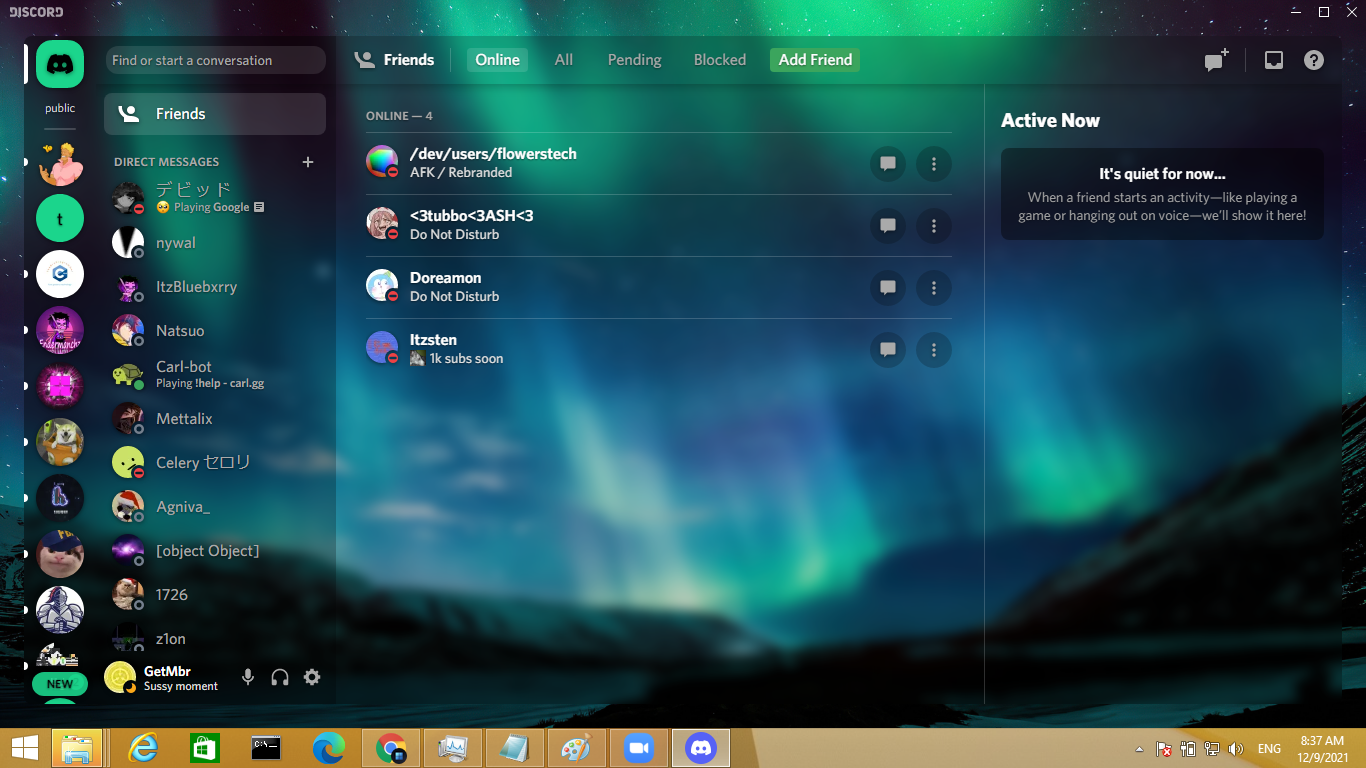 DISCORD
Find or start a conversation
Friends
Online
All
Pending
Blocked
Add Friend
public
Friends
DIRECT MESSAGES
デビッド
Playing Google
nywal
ItzBluebxrry
Natsuo
Carl-bot
Playing !help - carl.gg
Mettalix
Celery セロリ
Agniva_
[object Object]
1726
z1on
t
NEW
GetMbr
Sussy moment
ONLINE — 4
/dev/users/flowerstech
AFK / Rebranded
<3tubbo<3ASH<3
Do Not Disturb
Doreamon
Do Not Disturb
Itzsten
1k subs soon
Active Now
It's quiet for now...
When a friend starts an activity—like playing a
game or hanging out on voice—we'll show it here!
ENG
8:37 AM
12/9/2021